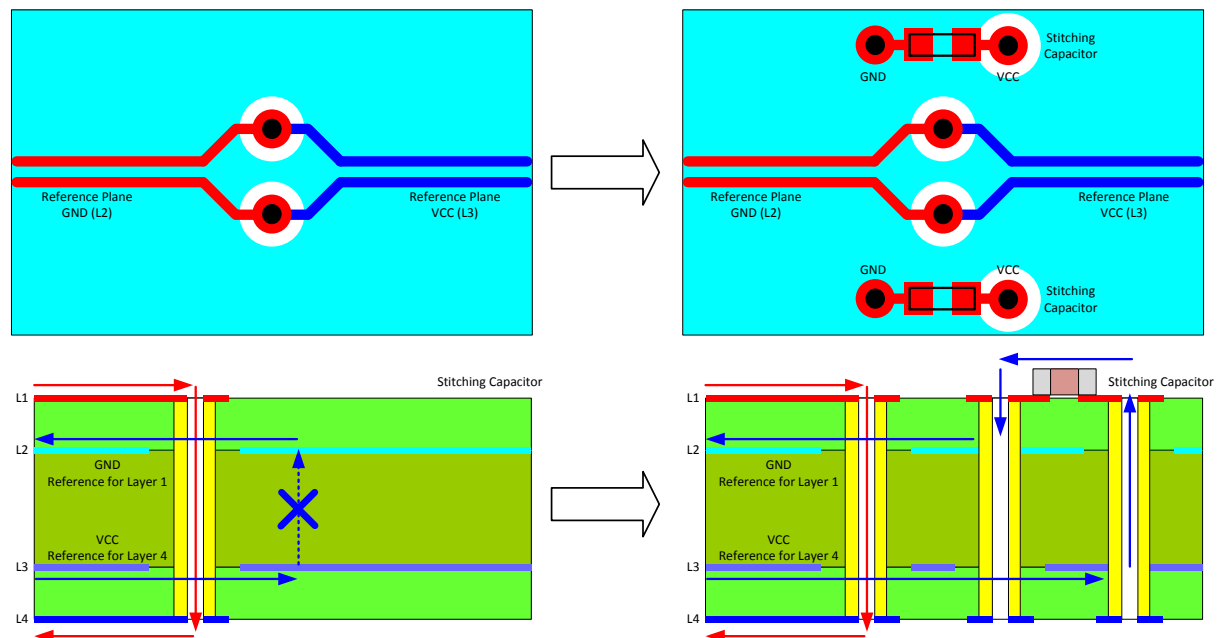 Reference Plane
GND (L2)
Reference Plane
VCC (L3)
GND
VCC
Stitching
Capacitor
Reference Plane
GND (L2)
Reference Plane
VCC (L3)
GND
VCC
Stitching
Capacitor
Stitching Capacitor
L1
L2
GND
Reference for Layer 1
VCC
Reference for Layer 4
L3
L4
Stitching Capacitor
L1
L2
GND
Reference for Layer 1
VCC
Reference for Layer 4
L3
L4